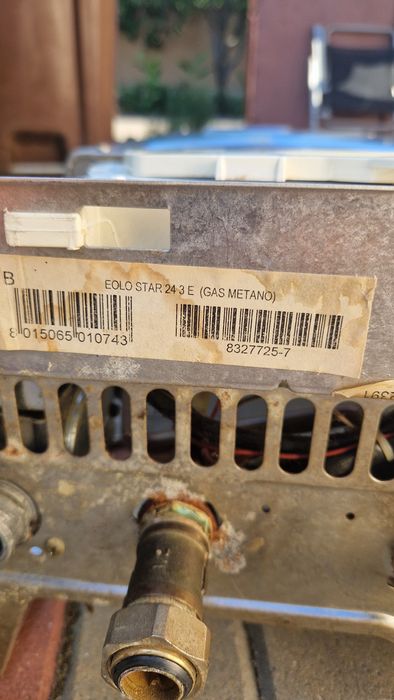 B
EOLO STAR 24 3 E (GAS METANO)
8 015065 010743
8327725-7